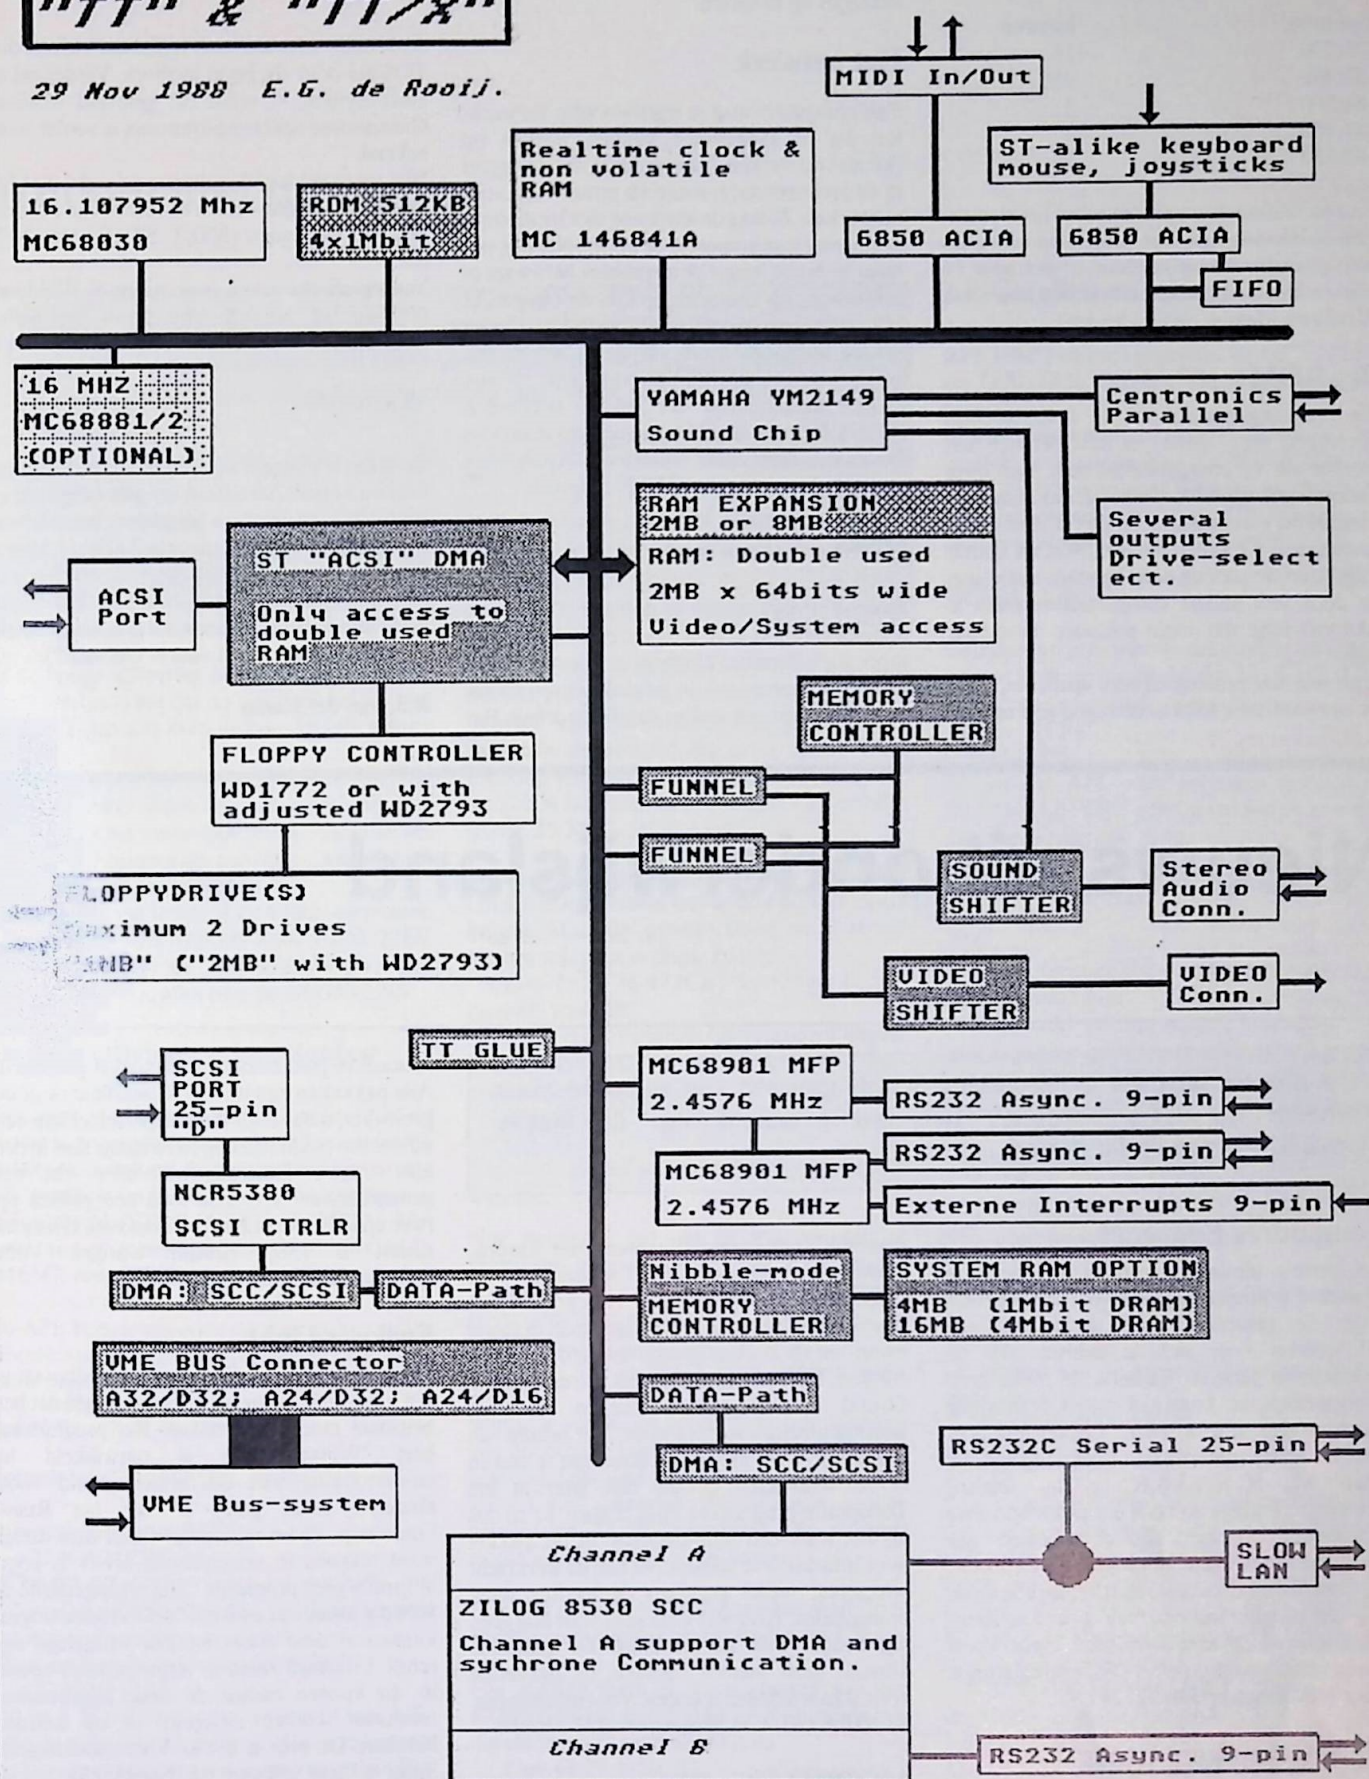 "TT" & "TT/X"
29 Nov 1988 E.G. de Rooij.
MIDI In/Out
ST-alike keyboard
mouse, joysticks
Realtime clock &
non volatile
RAM
MC 146841A
16.107952 Mhz
MC68030
ROM 512KB
4x1Mbit
6850 ACIA
6850 ACIA
FIFO
16 MHZ
MC68881/2
(OPTIONAL)
YAMAHA YM2149
Sound Chip
Centronics
Parallel
RAM EXPANSION
2MB or 8MB
RAM: Double used
2MB x 64bits wide
Video/System access
Several
outputs
Drive-select
ect.
ST "ACSI" DMA
Only access to
double used
RAM
ACSI
Port
MEMORY
CONTROLLER
FLOPPY CONTROLLER
WD1772 or with
adjusted WD2793
FUNNEL
FUNNEL
SOUND
SHIFTER
Stereo
Audio
Conn.
FLOPPYDRIVE(S)
Maximum 2 Drives
"1MB" ("2MB" with WD2793)
VIDEO
SHIFTER
VIDEO
Conn.
TT GLUE
SCSI
PORT
25-pin
"D"
MC68901 MFP
2.4576 MHz
RS232 Async. 9-pin
RS232 Async. 9-pin
MC68901 MFP
2.4576 MHz
Externe Interrupts 9-pin
NCR5380
SCSI CTRLR
DMA: SCC/SCSI
DATA-Path
Nibble-mode
MEMORY
CONTROLLER
SYSTEM RAM OPTION
4MB (1Mbit DRAM)
16MB (4Mbit DRAM)
VME BUS Connector
A32/D32; A24/D32; A24/D16
DATA-Path
RS232C Serial 25-pin
DMA: SCC/SCSI
VME Bus-system
Channel A
SLOW
LAN
ZILOG 8530 SCC
Channel A support DMA and
sychrone Communication.
Channel B
RS232 Async. 9-pin